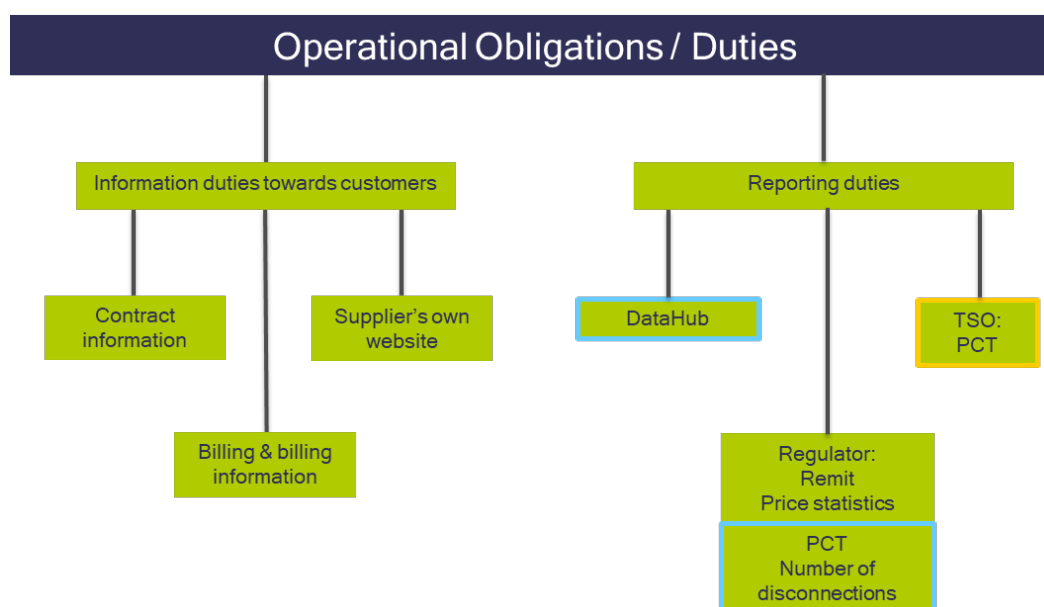 Operational Obligations / Duties
Information duties towards customers
Reporting duties
Contract
information
Supplier's own
website
DataHub
TSO:
PCT
Billing & billing
information
Regulator:
Remit
Price statistics
PCT
Number of
disconnections